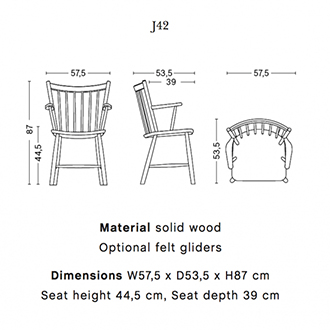 J42
57,5
53,5
39
57,5
87
44,5
53,5
Material solid wood
Optional felt gliders
Dimensions W57,5 x D53,5 x H87 cm
Seat height 44,5 cm, Seat depth 39 cm